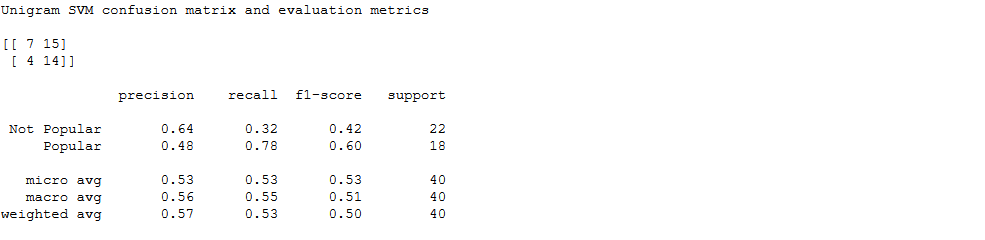 Unigram SVM confusion matrix and evaluation metrics
[[ 7 15]
[ 4 14]]
precision recall f1-score support
Not Popular 0.64 0.32 0.42 22
Popular 0.48 0.78 0.60 18
micro avg 0.53 0.53 0.53 40
macro avg 0.56 0.55 0.51 40
weighted avg 0.57 0.53 0.50 40